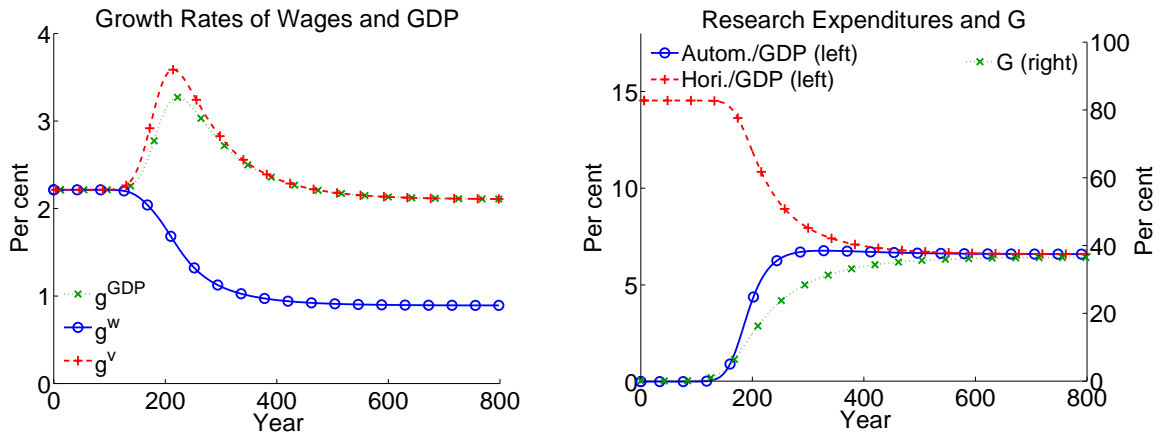 Growth Rates of Wages and GDP
4
3
2
1
0
Per cent
g^GDP
g^w
g^v
0 200 400 600 800
Year
Research Expenditures and G
Autom./GDP (left)
Hori./GDP (left)
G (right)
15
10
5
0
Per cent
100
80
60
40
20
0
Per cent
0 200 400 600 800
Year